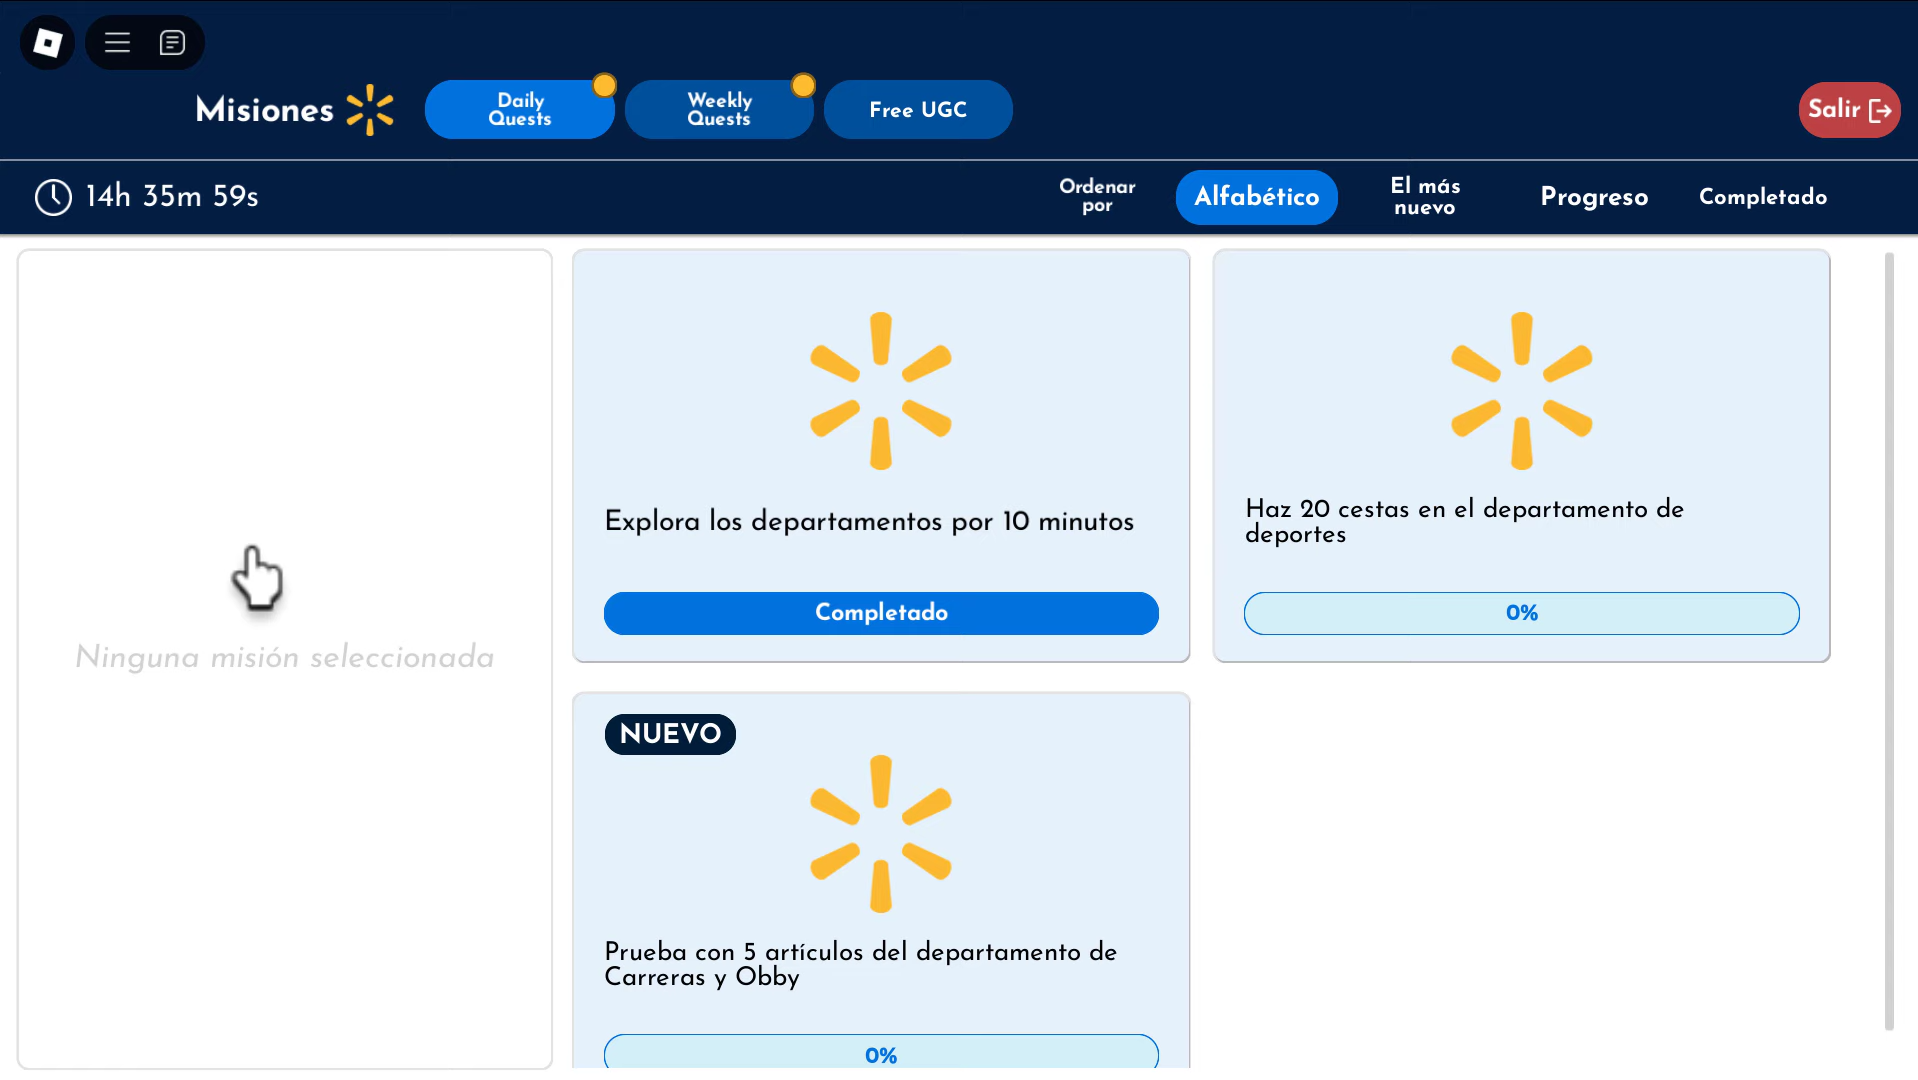 Misiones
Daily
Quests
Weekly
Quests
Free UGC
Salir
14h 35m 59s
Ordenar
por
Alfabético
El más
nuevo
Progreso
Completado
Ninguna misión seleccionada
Explora los departamentos por 10 minutos
Completado
Haz 20 cestas en el departamento de
deportes
0%
NUEVO
Prueba con 5 artículos del departamento de
Carreras y Obby
0%